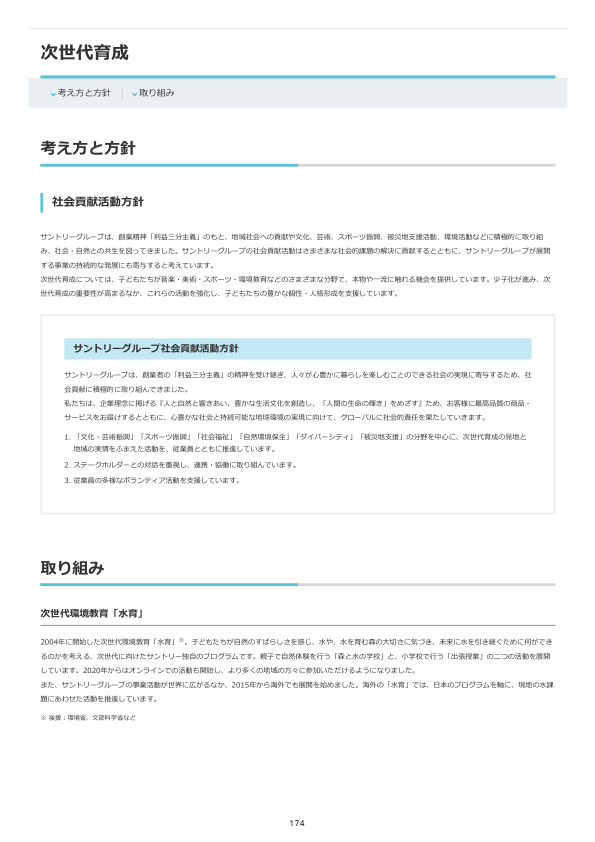 次世代育成
考え方と方針
取り組み
考え方と方針
社会貢献活動方針
サントリーグループは、創業精神「利益三分主義」のもと、地域社会への貢献や文化、芸術、スポーツ振興、被災地支援活動、環境活動などに積極的に取り組
み、社会・自然との共生を図ってきました。サントリーグループの社会貢献活動はさまざまな社会的課題の解決に貢献するとともに、サントリーグループが展開
する事業の持続的な発展にも寄与すると考えています。
次世代育成については、子どもたちが音楽・美術・スポーツ・環境教育などのさまざまな分野で、本物や一流に触れる機会を提供しています。少子化が進み、次
世代育成の重要性が高まるなか、これらの活動を強化し、子どもたちの豊かな個性・人格形成を支援しています。
サントリーグループ社会貢献活動方針
サントリーグループは、創業者の「利益三分主義」の精神を受け継ぎ、人々が心豊かに暮らしを楽しむことのできる社会の実現に寄与するため、社
会貢献に積極的に取り組んできました。
私たちは、企業理念に掲げる『人と自然と響きあい、豊かな生活文化を創造し、「人間の生命の輝き」をめざす』ため、お客様に最高品質の商品・
サービスをお届けするとともに、心豊かな社会と持続可能な地球環境の実現に向けて、グローバルに社会的責任を果たしていきます。
1. 「文化・芸術振興」「スポーツ振興」「社会福祉」「自然環境保全」「ダイバーシティ」「被災地支援」の分野を中心に、次世代育成の見地と
地域の実情をふまえた活動を、従業員とともに推進しています。
2. ステークホルダーとの対話を重視し、連携・協働に取り組んでいます。
3. 従業員の多様なボランティア活動を支援しています。
取り組み
次世代環境教育「水育」
2004年に開始した次世代環境教育「水育」※。子どもたちが自然のすばらしさを感じ、水や、水を育む森の大切さに気づき、未来に水を引き継ぐために何ができ
るのかを考える、次世代に向けたサントリー独自のプログラムです。親子で自然体験を行う「森と水の学校」と、小学校で行う「出張授業」の二つの活動を展開
しています。2020年からはオンラインでの活動も開始し、より多くの地域の方々に参加いただけるようになりました。
また、サントリーグループの事業活動が世界に広がるなか、2015年から海外でも展開を始めました。海外の「水育」では、日本のプログラムを軸に、現地の水課
題にあわせた活動を推進しています。
※ 後援：環境省、文部科学省など
174